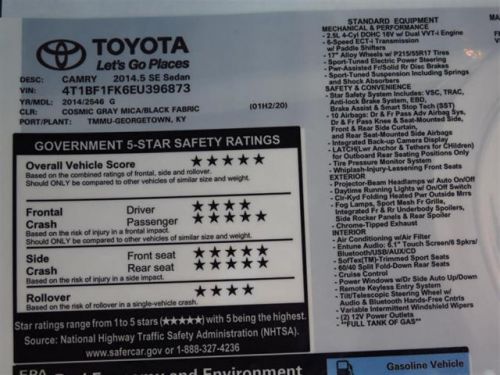 TOYOTA
Let's Go Places
DESC: CAMRY 2014.5 SE Sedan
VIN: 4T1BF1FK6EU396873
YR/MDL: 2014/2546 G
CLR: COSMIC GRAY MICA/BLACK FABRIC (01H2/20)
PORT/PLANT: TMMU-GEORGETOWN, KY
GOVERNMENT 5-STAR SAFETY RATINGS
Overall Vehicle Score ★★★★★
Based on the combined ratings of frontal, side and rollover.
Should ONLY be compared to other vehicles of similar size and weight.
Frontal Driver ★★★★
Crash Passenger ★★★★★
Based on the risk of injury in a frontal impact.
Should ONLY be compared to other vehicles of similar size and weight.
Side Front seat ★★★★★
Crash Rear seat ★★★★★
Based on the risk of injury in a side impact.
Rollover ★★★★
Based on the risk of rollover in a single-vehicle crash.
Star ratings range from 1 to 5 stars (★★★★★) with 5 being the highest.
Source: National Highway Traffic Safety Administration (NHTSA).
www.safercar.gov or 1-888-327-4236
STANDARD EQUIPMENT
MECHANICAL & PERFORMANCE
- 2.5L 4-Cyl DOHC 16V w/ Dual VVT-i Engine
- 6-Speed ECT-i Transmission
w/ Paddle Shifters
- 17" Alloy Wheels w/ P215/55R17 Tires
- Sport-Tuned Electric Power Steering
- Pwr-Assisted Fr/Solid Rr Disc Brakes
- Sport-Tuned Suspension Including Springs
and Shock Absorbers
SAFETY & CONVENIENCE
- Star Safety System Includes: VSC, TRAC,
Anti-lock Brake System, EBD,
Brake Assist & Smart Stop Tech (SST)
- 10 Airbags: Dr & Fr Pass Adv Airbag Sys,
Dr & Fr Pass Knee & Seat-Mounted Side,
Front & Rear Side Curtain,
and Rear Seat-Mounted Side Airbags
- Integrated Back-up Camera Display
- LATCH(Lwr Anchor & Tethers for CHildren)
for Outboard Rear Seating Positions Only
- Tire Pressure Monitor System
- Whiplash-Injury-Lessening Front Seats
EXTERIOR
- Projector-Beam Headlamps w/ Auto On/Off
- Daytime Running Lights w/ On/Off Switch
- Clr-Kyd Folding Heated Pwr Outside Mrrs
- Fog Lamps, Sport Mesh Fr Grille,
Integrated Fr & Rr Underbody Spoilers,
Side Rocker Panels & Rear Spoiler
- Chrome-Tipped Exhaust
INTERIOR
- Air Conditioning w/Air Filter
- Entune Audio: 6.1" Touch Screen/6 Spkrs/
Bluetooth/USB/AUX/CD
- SofTex(TM)-Trimmed Sport Seats
- 60/40 Split Fold-Down Rear Seats
- Cruise Control
- Power Windows w/Dr Side Auto Up/Down
- Remote Keyless Entry System
- Tilt/Telescopic Steering Wheel w/
Audio & Bluetooth Hands-Free Cntrls
- Variable Intermittent Windshield Wipers
- (2) 12V Power Outlets
**FULL TANK OF GAS**
Gasoline Vehicle